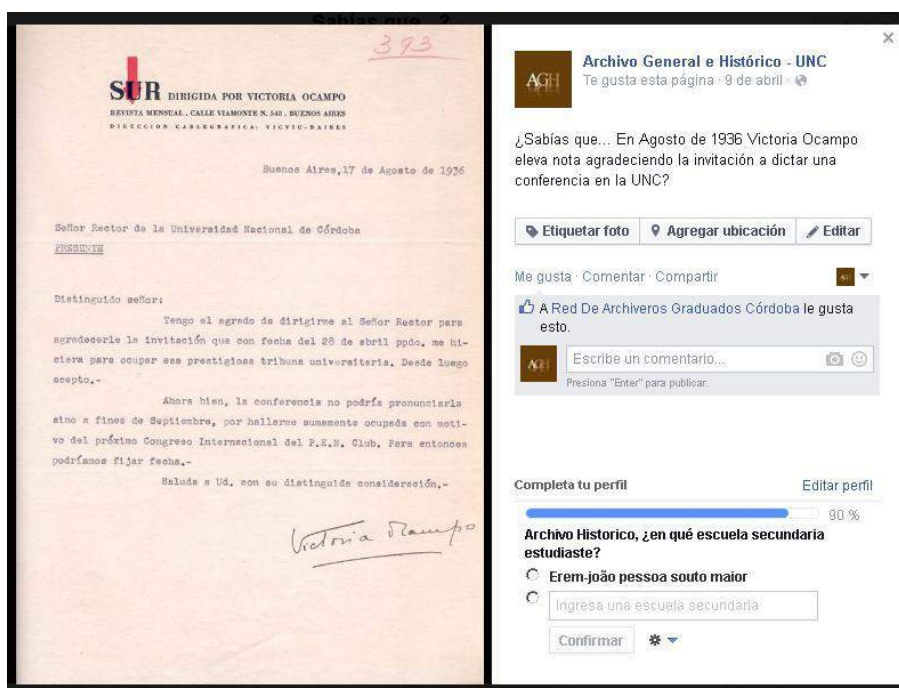 Sabías que...?
393
SUR DIRIGIDA POR VICTORIA OCAMPO
REVISTA MENSUAL . CALLE VIAMONTE N. 548 . BUENOS AIRES
DIRECCION CABLEGRAFICA: VICVIC-BAIRES
Buenos Aires,17 de Agosto de 1936
Señor Rector de la Universidad Nacional de Córdoba
PRESENTE
Distinguido señor:
Tengo el agrado de dirigirme al Señor Rector para
agradecerle la invitación que con fecha del 28 de abril ppdo. me hi-
ciera para ocupar esa prestigiosa tribuna universitaria. Desde luego
acepto.-
Ahora bien, la conferencia no podría pronunciarla
sino a fines de Septiembre, por hallarme sumamente ocupada con moti-
vo del próximo Congreso Internacional del P.E.N. Club. Para entonces
podríamos fijar fecha.-
Saluda a Ud. con su distinguida consideración.-
Victoria Ocampo
AGH
Archivo General e Histórico - UNC
Te gusta esta página · 9 de abril ·
¿Sabías que... En Agosto de 1936 Victoria Ocampo
eleva nota agradeciendo la invitación a dictar una
conferencia en la UNC?
Etiquetar foto
Agregar ubicación
Editar
Me gusta · Comentar · Compartir
AGH
A Red De Archiveros Graduados Córdoba le gusta
esto.
AGH
Escribe un comentario...
Presiona "Enter" para publicar.
Completa tu perfil
Editar perfil
90 %
Archivo Historico, ¿en qué escuela secundaria
estudiaste?
Erem-joão pessoa souto maior
Ingresa una escuela secundaria
Confirmar